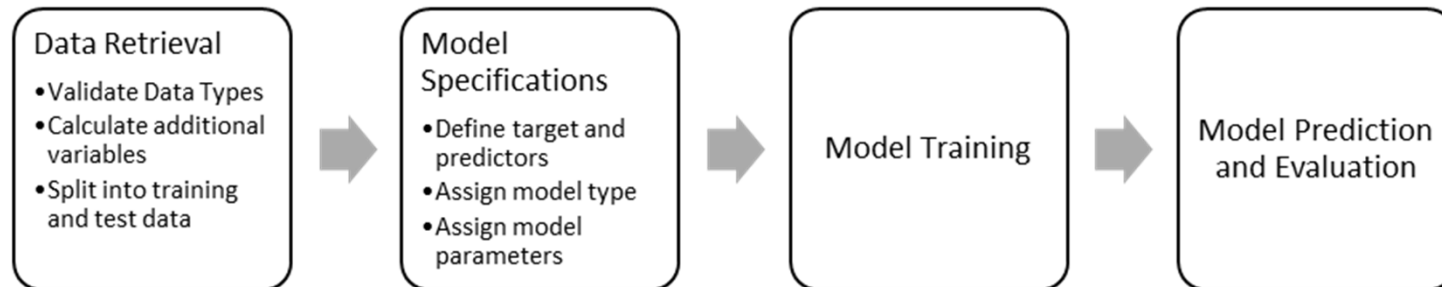 Data Retrieval
•Validate Data Types
•Calculate additional
variables
•Split into training
and test data
Model
Specifications
•Define target and
predictors
•Assign model type
•Assign model
parameters
Model Training
Model Prediction
and Evaluation